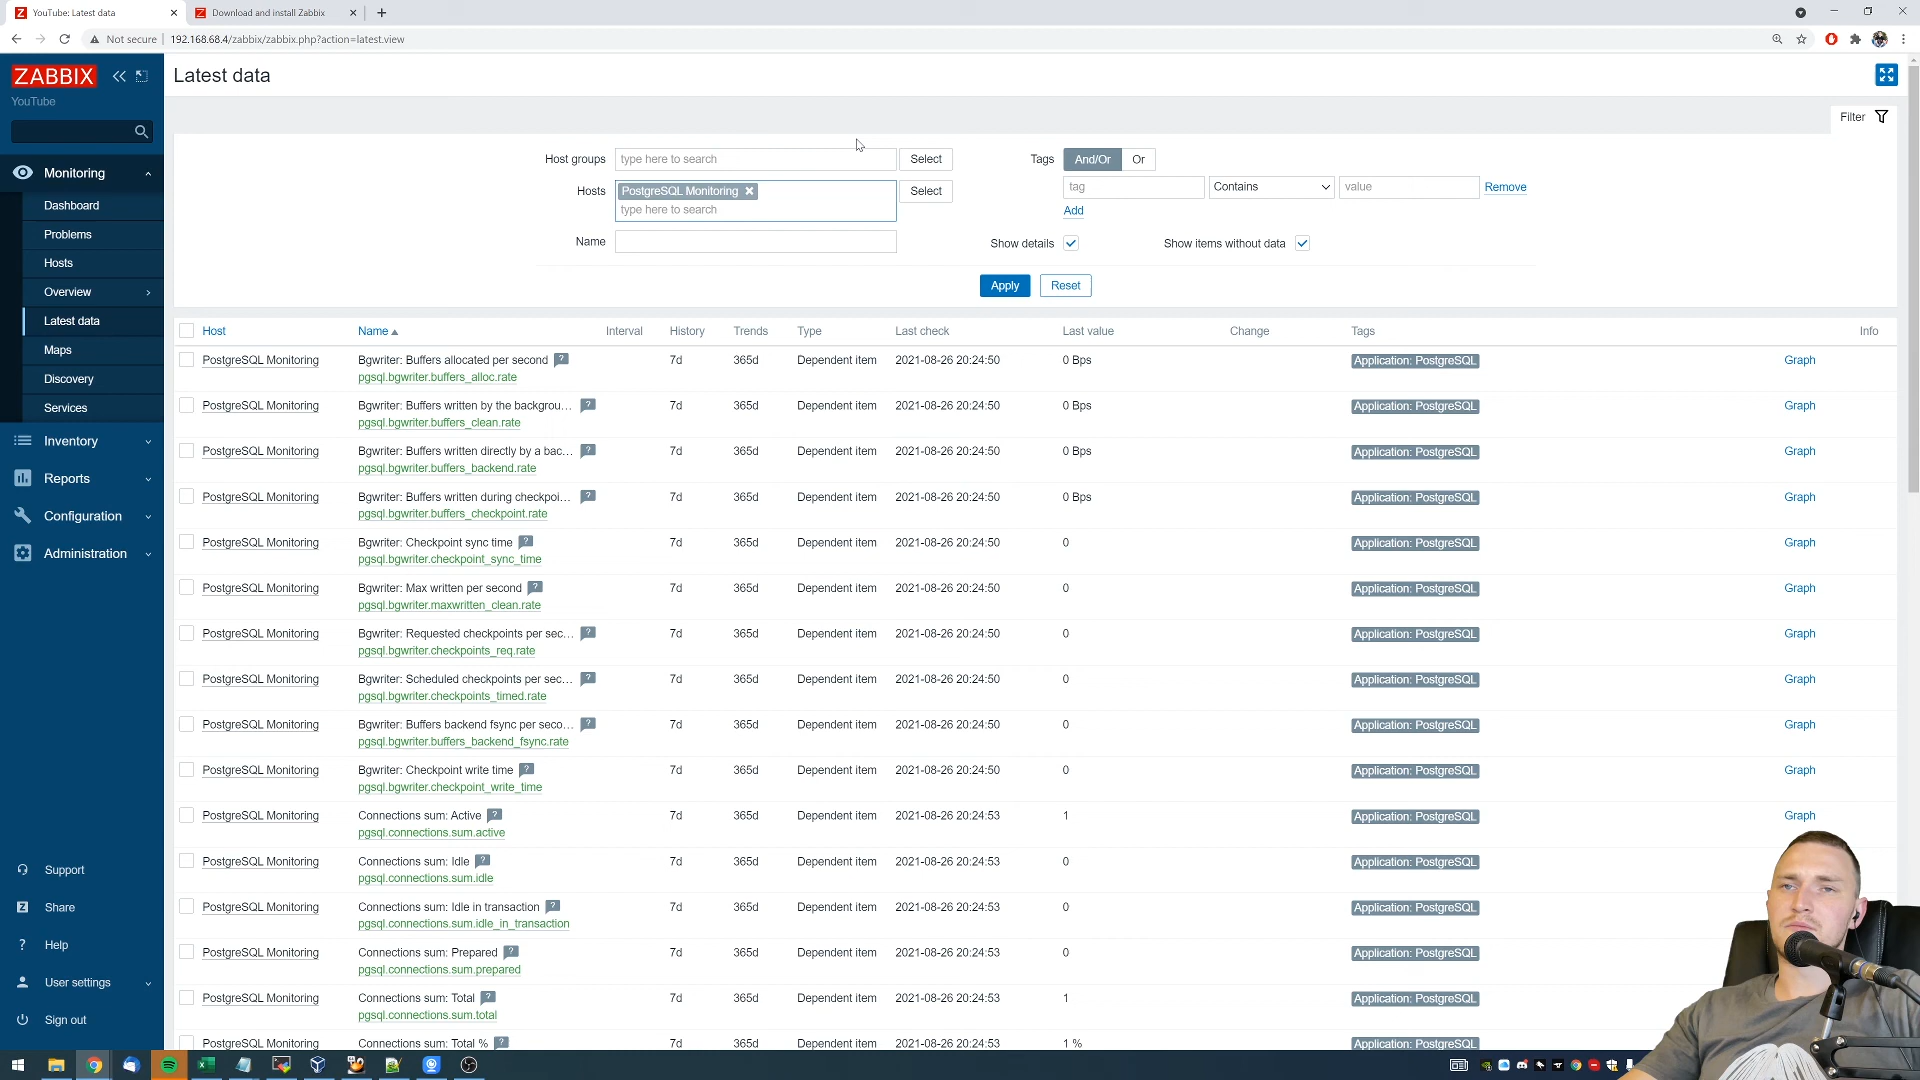 YouTube: Latest data
Download and install Zabbix
Not secure
192.168.68.4/zabbix/zabbix.php?action=latest.view
ZABBIX
YouTube
Latest data
Filter
Monitoring
Dashboard
Problems
Hosts
Overview
Latest data
Maps
Discovery
Services
Inventory
Reports
Configuration
Administration
Support
Share
Help
User settings
Sign out
Host groups type here to search Select
Hosts PostgreSQL Monitoring Select
type here to search
Name
Tags And/Or Or
tag Contains value Remove
Add
Show details Show items without data
Apply Reset
Host Name Interval History Trends Type Last check Last value Change Tags Info
PostgreSQL Monitoring Bgwriter: Buffers allocated per second ? 7d 365d Dependent item 2021-08-26 20:24:50 0 Bps Application: PostgreSQL Graph
pgsql.bgwriter.buffers_alloc.rate
PostgreSQL Monitoring Bgwriter: Buffers written by the backgrou... ? 7d 365d Dependent item 2021-08-26 20:24:50 0 Bps Application: PostgreSQL Graph
pgsql.bgwriter.buffers_clean.rate
PostgreSQL Monitoring Bgwriter: Buffers written directly by a bac... ? 7d 365d Dependent item 2021-08-26 20:24:50 0 Bps Application: PostgreSQL Graph
pgsql.bgwriter.buffers_backend.rate
PostgreSQL Monitoring Bgwriter: Buffers written during checkpoi... ? 7d 365d Dependent item 2021-08-26 20:24:50 0 Bps Application: PostgreSQL Graph
pgsql.bgwriter.buffers_checkpoint.rate
PostgreSQL Monitoring Bgwriter: Checkpoint sync time ? 7d 365d Dependent item 2021-08-26 20:24:50 0 Application: PostgreSQL Graph
pgsql.bgwriter.checkpoint_sync_time
PostgreSQL Monitoring Bgwriter: Max written per second ? 7d 365d Dependent item 2021-08-26 20:24:50 0 Application: PostgreSQL Graph
pgsql.bgwriter.maxwritten_clean.rate
PostgreSQL Monitoring Bgwriter: Requested checkpoints per sec... ? 7d 365d Dependent item 2021-08-26 20:24:50 0 Application: PostgreSQL Graph
pgsql.bgwriter.checkpoints_req.rate
PostgreSQL Monitoring Bgwriter: Scheduled checkpoints per sec... ? 7d 365d Dependent item 2021-08-26 20:24:50 0 Application: PostgreSQL Graph
pgsql.bgwriter.checkpoints_timed.rate
PostgreSQL Monitoring Bgwriter: Buffers backend fsync per seco... ? 7d 365d Dependent item 2021-08-26 20:24:50 0 Application: PostgreSQL Graph
pgsql.bgwriter.buffers_backend_fsync.rate
PostgreSQL Monitoring Bgwriter: Checkpoint write time ? 7d 365d Dependent item 2021-08-26 20:24:50 0 Application: PostgreSQL Graph
pgsql.bgwriter.checkpoint_write_time
PostgreSQL Monitoring Connections sum: Active ? 7d 365d Dependent item 2021-08-26 20:24:53 1 Application: PostgreSQL Graph
pgsql.connections.sum.active
PostgreSQL Monitoring Connections sum: Idle ? 7d 365d Dependent item 2021-08-26 20:24:53 0 Application: PostgreSQL
pgsql.connections.sum.idle
PostgreSQL Monitoring Connections sum: Idle in transaction ? 7d 365d Dependent item 2021-08-26 20:24:53 0 Application: PostgreSQL
pgsql.connections.sum.idle_in_transaction
PostgreSQL Monitoring Connections sum: Prepared ? 7d 365d Dependent item 2021-08-26 20:24:53 0 Application: PostgreSQL
pgsql.connections.sum.prepared
PostgreSQL Monitoring Connections sum: Total ? 7d 365d Dependent item 2021-08-26 20:24:53 1 Application: PostgreSQL
pgsql.connections.sum.total
PostgreSQL Monitoring Connections sum: Total % ? 7d 365d Dependent item 2021-08-26 20:24:53 1 % Application: PostgreSQL